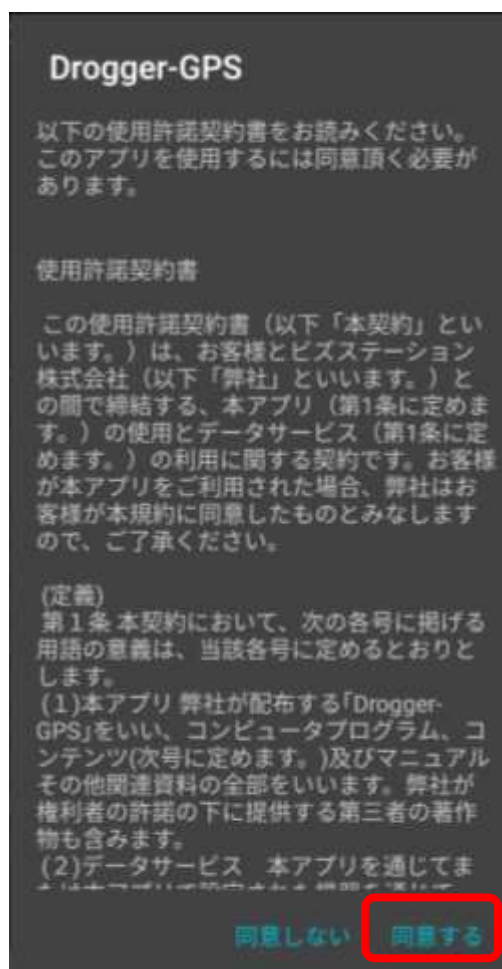 Drogger-GPS
以下の使用許諾契約書をお読みください。
このアプリを使用するには同意頂く必要が
あります。
使用許諾契約書
この使用許諾契約書（以下「本契約」とい
います。）は、お客様とビズステーション
株式会社（以下「弊社」といいます。）と
の間で締結する、本アプリ（第1条に定めま
す。）の使用とデータサービス（第1条に定
めます。）の利用に関する契約です。お客様
が本アプリをご利用された場合、弊社はお
客様が本規約に同意したものとみなします
ので、ご了承ください。
(定義)
第１条 本契約において、次の各号に掲げる
用語の意義は、当該各号に定めるとおりと
します。
(１)本アプリ 弊社が配布する｢Drogger-
GPS｣をいい、コンピュータプログラム、コ
ンテンツ(次号に定めます。)及びマニュアル
その他関連資料の全部をいいます。弊社が
権利者の許諾の下に提供する第三者の著作
物も含みます。
(２)データサービス　本アプリを通じてま
同意しない 同意する